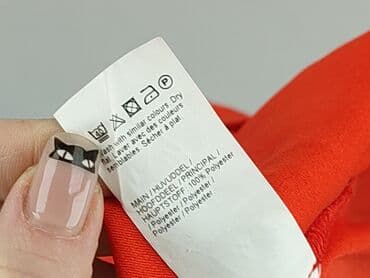 Wash with similar colours. Dry
flat. Laver avec des couleurs
semblables. Sécher à plat.
MAIN / HUVUDDEL /
HOOFDDEEL / PRINCIPAL /
HAUPTSTOFF: 100% Polyester
/ Polyester / Polyester /
Polyester / Polyester